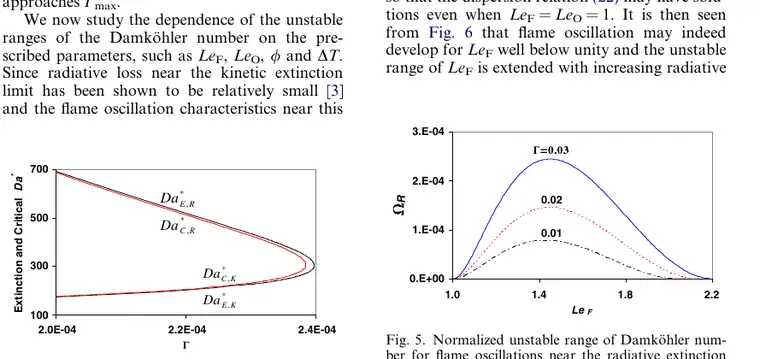 approaches Γmax.
We now study the dependence of the unstable
ranges of the Damköhler number on the pre-
scribed parameters, such as LeF, LeO, ϕ and ΔT.
Since radiative loss near the kinetic extinction
limit has been shown to be relatively small [3]
and the flame oscillation characteristics near this
700
500
300
100
Extinction and Critical Da*
Da*E,R
Da*C,R
Da*C,K
Da*E,K
2.0E-04 2.2E-04 2.4E-04
Γ
so that the dispersion relation (22) may have solu-
tions even when LeF = LeO = 1. It is then seen
from Fig. 6 that flame oscillation may indeed
develop for LeF well below unity and the unstable
range of LeF is extended with increasing radiative
3.E-04
2.E-04
1.E-04
0.E+00
ΩR
Γ=0.03
0.02
0.01
1.0 1.4 1.8 2.2
Le F
Fig. 5. Normalized unstable range of Damköhler num-
ber for flame oscillations near the radiative extinction